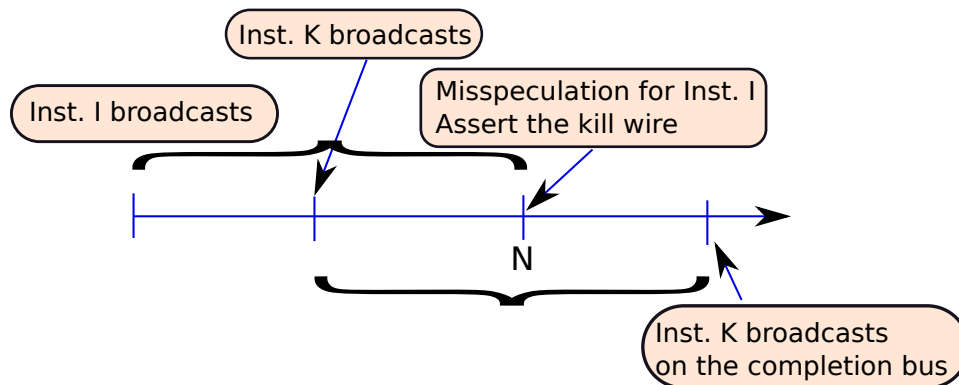 Inst. K broadcasts
Inst. I broadcasts
Misspeculation for Inst. I
Assert the kill wire
N
Inst. K broadcasts
on the completion bus